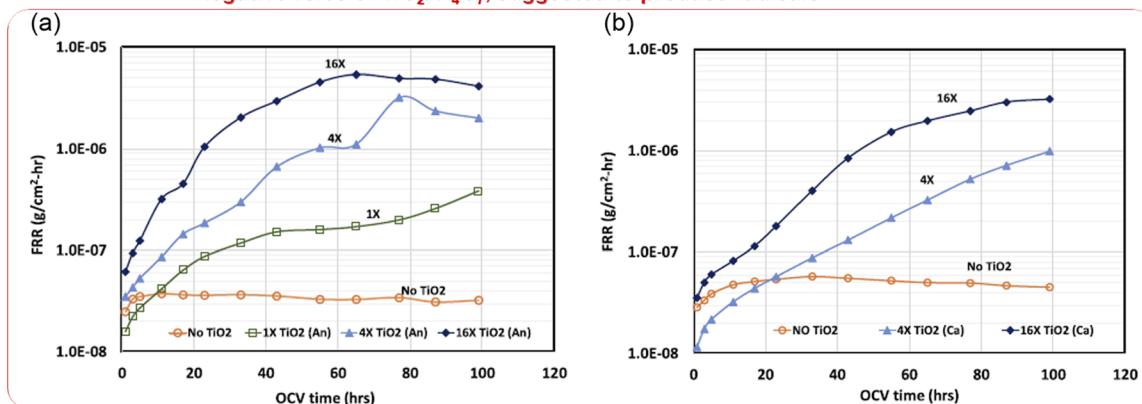 (a)
1.0E-05
1.0E-06
1.0E-07
1.0E-08
FRR (g/cm²-hr)
16X
4X
1X
No TiO2
No TiO2
1X TiO2 (An)
4X TiO2 (An)
16X TiO2 (An)
0 20 40 60 80 100 120
OCV time (hrs)
(b)
1.0E-05
1.0E-06
1.0E-07
1.0E-08
FRR (g/cm²-hr)
16X
4X
No TiO2
NO TiO2
4X TiO2 (Ca)
16X TiO2 (Ca)
0 20 40 60 80 100 120
OCV time (hrs)